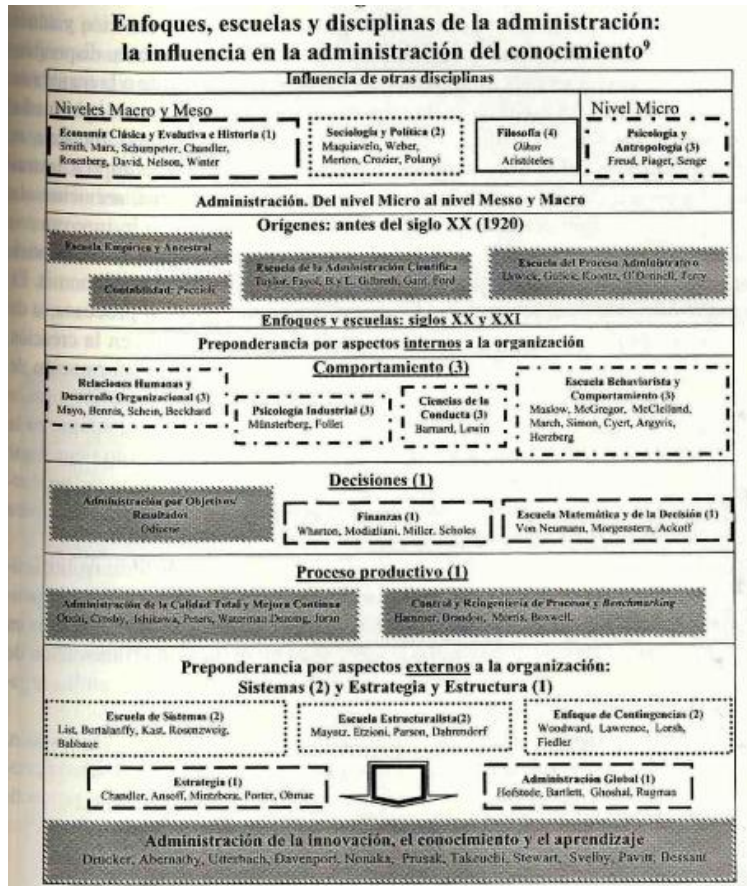 Enfoques, escuelas y disciplinas de la administración:
la influencia en la administración del conocimiento⁹
Influencia de otras disciplinas
Niveles Macro y Meso
Nivel Micro
Economía Clásica y Evolutiva e Historia (1)
Smith, Marx, Schumpeter, Chandler,
Rosenberg, David, Nelson, Winter
Sociología y Política (2)
Maquiavelo, Weber,
Merton, Crozier, Polanyi
Filosofía (4)
Oikos
Aristóteles
Psicología y
Antropología (3)
Freud, Piaget, Senge
Administración. Del nivel Micro al nivel Messo y Macro
Orígenes: antes del siglo XX (1920)
Escuela Empírica y Ancestral
Contabilidad: Paccioli
Escuela de la Administración Científica
Taylor, Fayol, B y L. Gilbreth, Gant, Ford
Escuela del Proceso Administrativo
Urwick, Gulick, Koontz, O'Donnell, Terry
Enfoques y escuelas: siglos XX y XXI
Preponderancia por aspectos internos a la organización
Comportamiento (3)
Relaciones Humanas y
Desarrollo Organizacional (3)
Mayo, Bennis, Schein, Beckhard
Psicología Industrial (3)
Münsterberg, Follet
Ciencias de la
Conducta (3)
Barnard, Lewin
Escuela Behaviorista y
Comportamiento (3)
Maslow, McGregor, McClelland,
March, Simon, Cyert, Argyris,
Herzberg
Decisiones (1)
Administración por Objetivos/
Resultados
Odiorne
Finanzas (1)
Wharton, Modigliani, Miller, Scholes
Escuela Matemática y de la Decisión (1)
Von Neumann, Morgenstern, Ackoff
Proceso productivo (1)
Administración de la Calidad Total y Mejora Continua
Ouchi, Crosby, Ishikawa, Peters, Waterman Deming, Juran
Control y Reingeniería de Procesos y Benchmarking
Hammer, Brandon, Morris, Boxwell,
Preponderancia por aspectos externos a la organización:
Sistemas (2) y Estrategia y Estructura (1)
Escuela de Sistemas (2)
List, Bertalanffy, Kast, Rosenzweig,
Babbage
Escuela Estructuralista(2)
Mayntz, Etzioni, Parson, Dahrendorf
Enfoque de Contingencias (2)
Woodward, Lawrence, Lorsh,
Fiedler
Estrategia (1)
Chandler, Ansoff, Mintzberg, Porter, Ohmae
Administración Global (1)
Hofstede, Bartlett, Ghoshal, Rugman
Administración de la innovación, el conocimiento y el aprendizaje
Drucker, Abernathy, Utterbach, Davenport, Nonaka, Prusak, Takeuchi, Stewart, Sveiby, Pavitt, Bessant